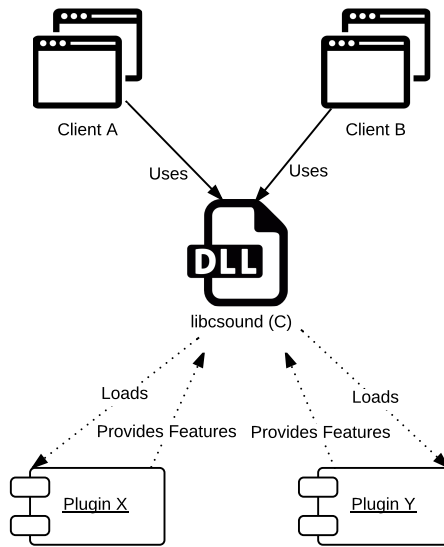 Client A
Client B
Uses
Uses
DLL
libcsound (C)
Loads
Loads
Provides Features
Provides Features
Plugin X
Plugin Y